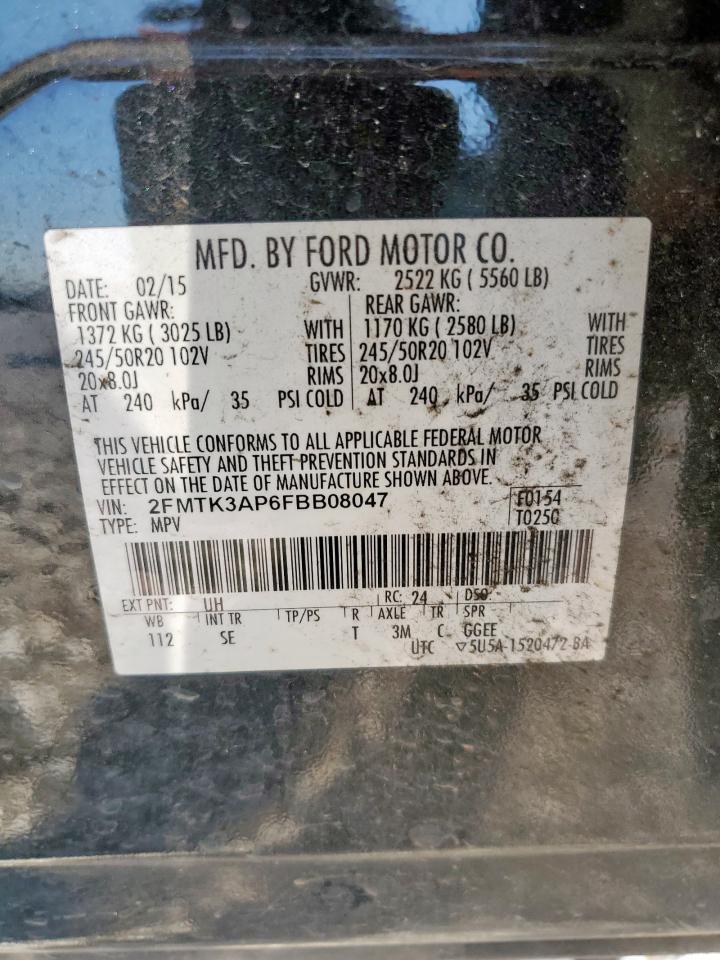 MFD. BY FORD MOTOR CO.
DATE: 02/15 GVWR: 2522 KG ( 5560 LB)
FRONT GAWR: REAR GAWR:
1372 KG ( 3025 LB) WITH 1170 KG ( 2580 LB) WITH
245/50R20 102V TIRES 245/50R20 102V TIRES
20x8.0J RIMS 20x8.0J RIMS
AT 240 kPa/ 35 PSI COLD AT 240 kPa/ 35 PSI COLD
THIS VEHICLE CONFORMS TO ALL APPLICABLE FEDERAL MOTOR
VEHICLE SAFETY AND THEFT PREVENTION STANDARDS IN
EFFECT ON THE DATE OF MANUFACTURE SHOWN ABOVE.
VIN: 2FMTK3AP6FBB08047 F0154
TYPE: MPV T0250
EXT PNT: UH RC: 24 DSO:
WB INT TR TP/PS R AXLE TR SPR
112 SE T 3M C GGEE
UTC ▽5U5A-1520472-BA